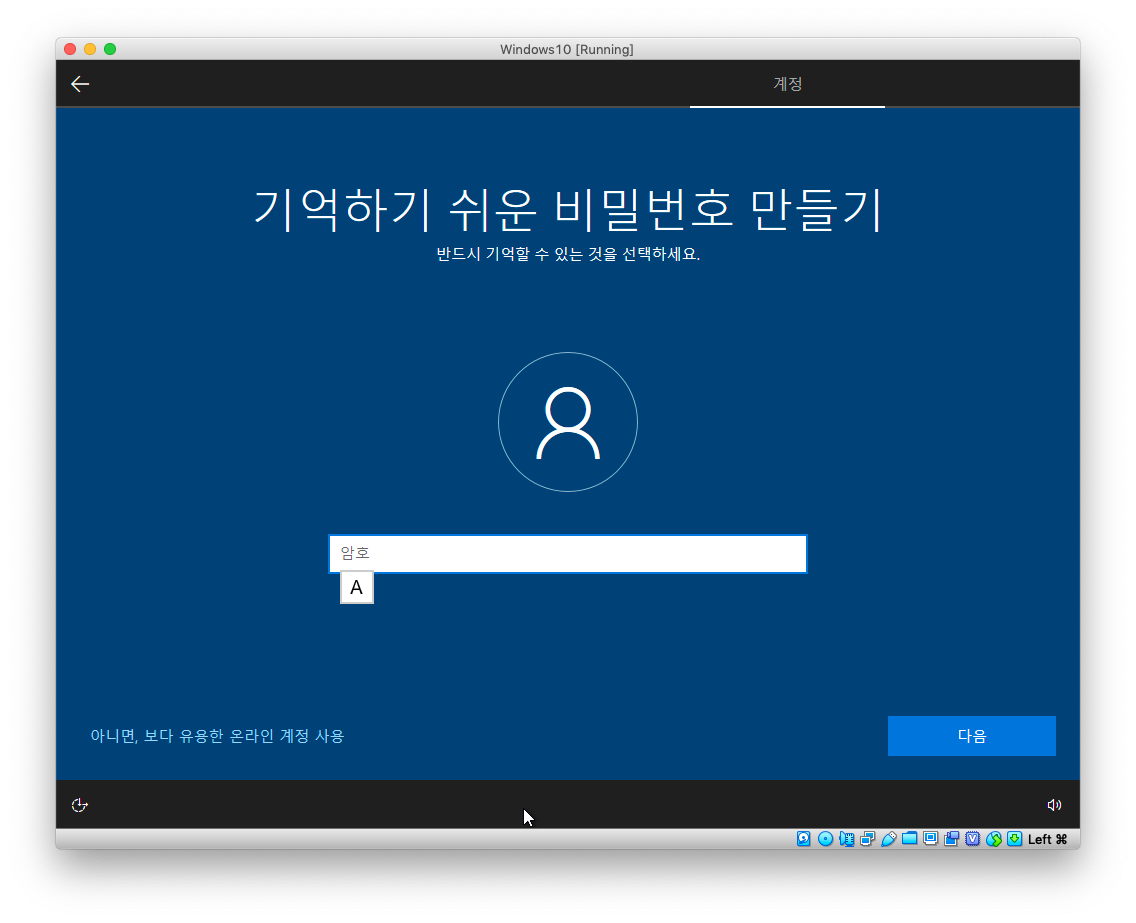 Windows10 [Running]
계정
기억하기 쉬운 비밀번호 만들기
반드시 기억할 수 있는 것을 선택하세요.
암호
A
아니면, 보다 유용한 온라인 계정 사용
다음
Left ⌘